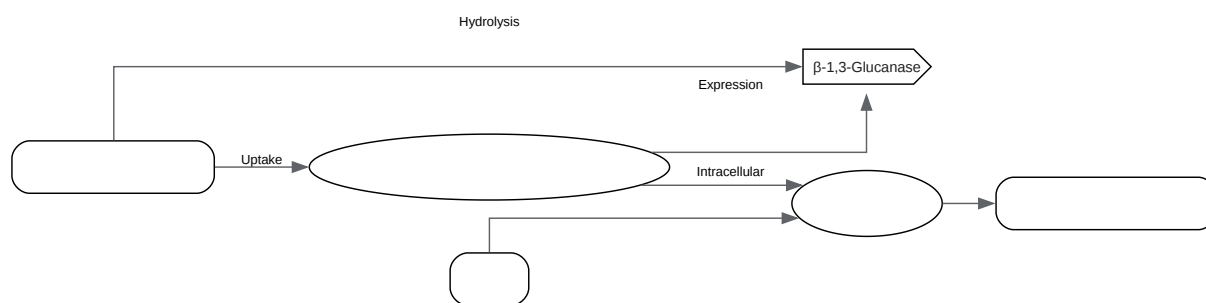 Hydrolysis
β-1,3-Glucanase
Expression
Uptake
Intracellular